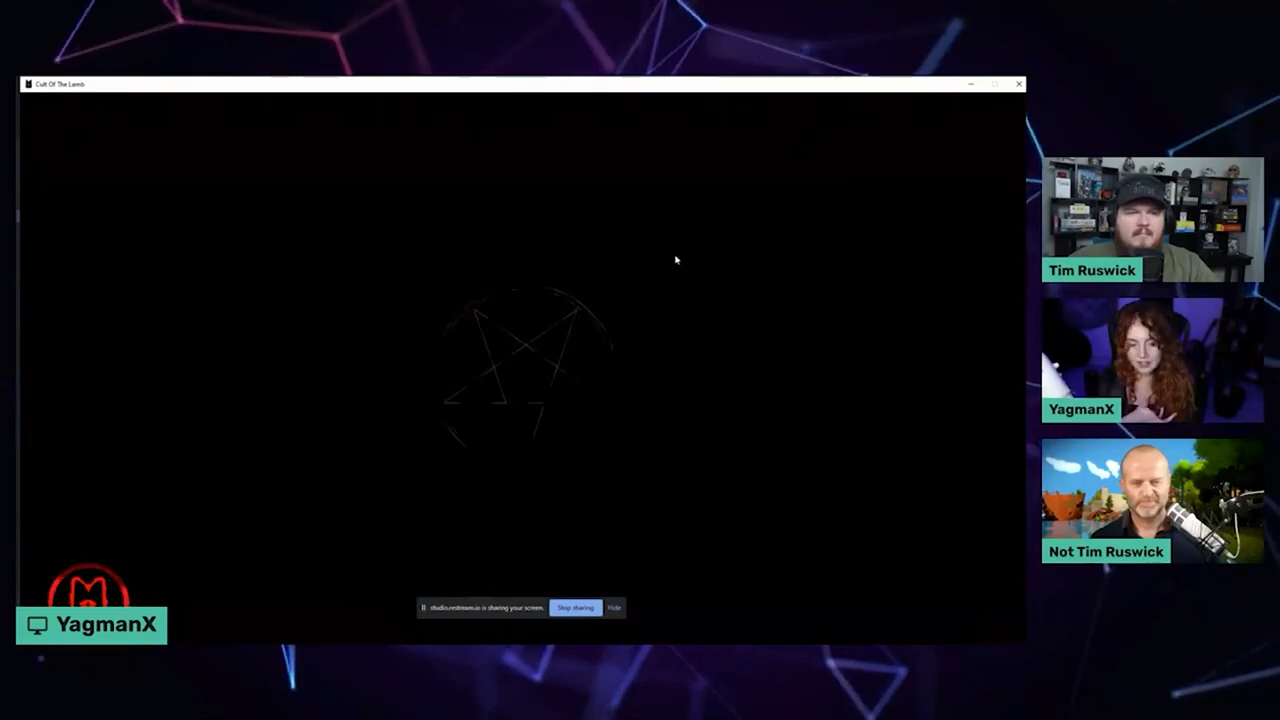 Cult Of The Lamb
Tim Ruswick
YagmanX
Not Tim Ruswick
studio.restream.io is sharing your screen.
Stop sharing
Hide
YagmanX